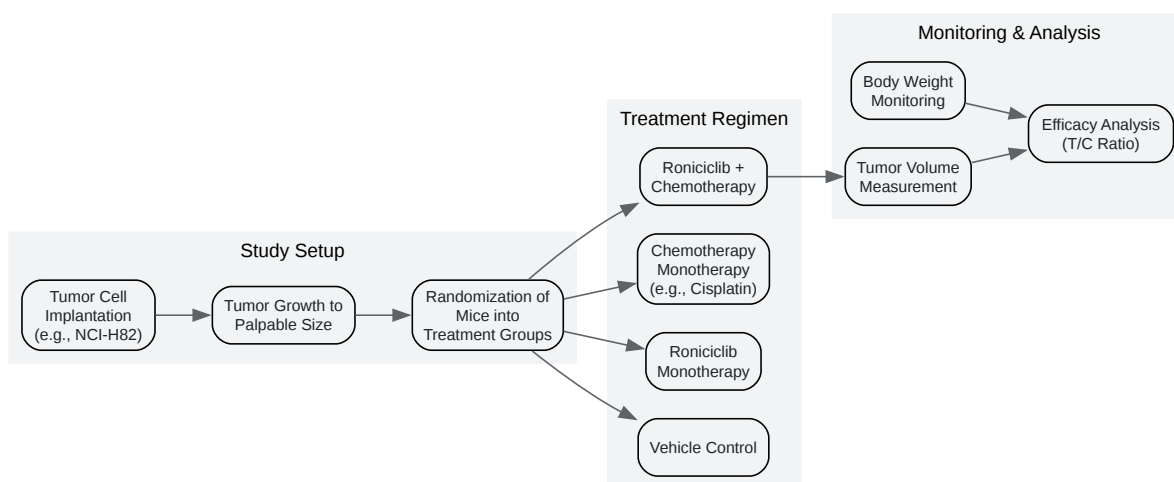 Study Setup
Tumor Cell
Implantation
(e.g., NCI-H82)
Tumor Growth to
Palpable Size
Randomization of
Mice into
Treatment Groups
Treatment Regimen
Roniciclib +
Chemotherapy
Chemotherapy
Monotherapy
(e.g., Cisplatin)
Roniciclib
Monotherapy
Vehicle Control
Monitoring & Analysis
Body Weight
Monitoring
Tumor Volume
Measurement
Efficacy Analysis
(T/C Ratio)